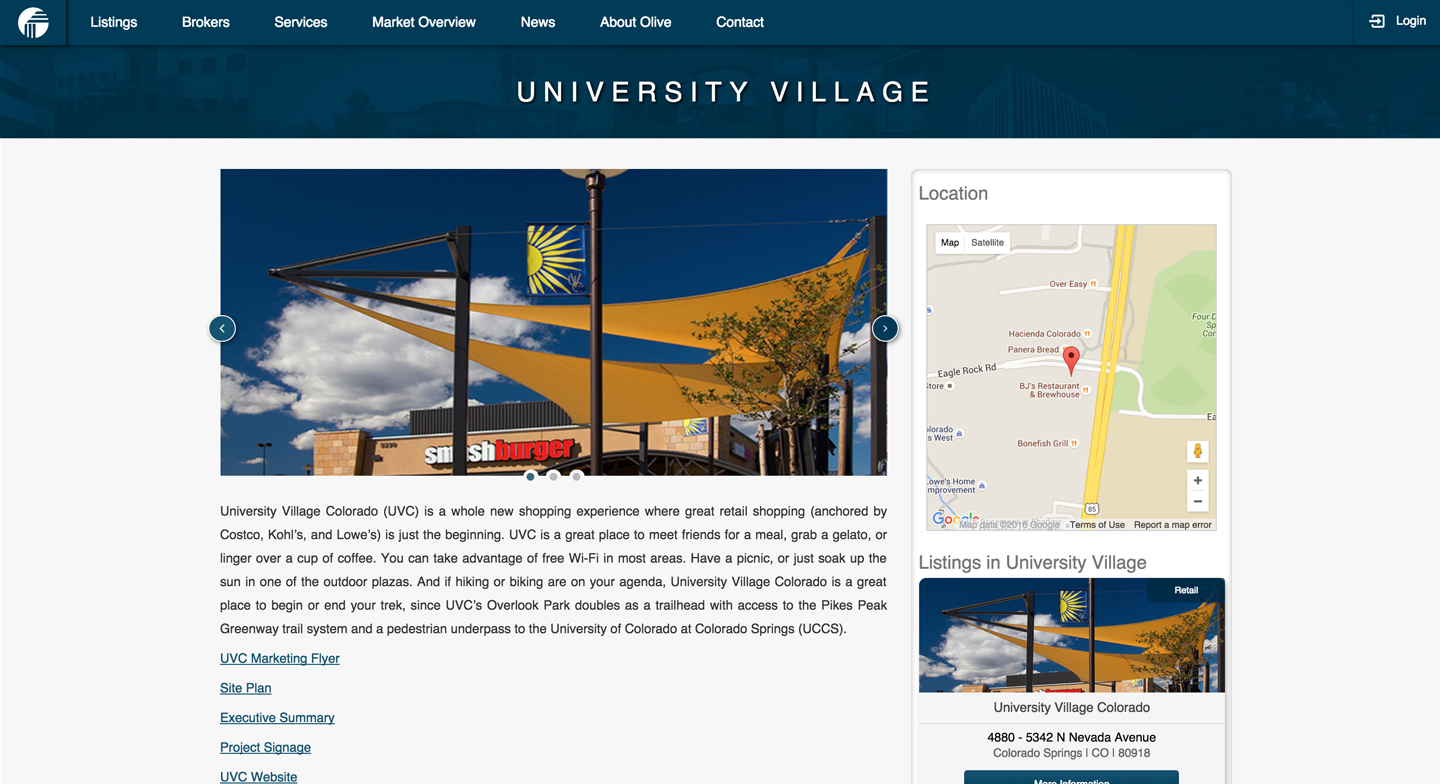 Listings Brokers Services Market Overview News About Olive Contact Login
UNIVERSITY VILLAGE
smashburger
University Village Colorado (UVC) is a whole new shopping experience where great retail shopping (anchored by
Costco, Kohl's, and Lowe's) is just the beginning. UVC is a great place to meet friends for a meal, grab a gelato, or
linger over a cup of coffee. You can take advantage of free Wi-Fi in most areas. Have a picnic, or just soak up the
sun in one of the outdoor plazas. And if hiking or biking are on your agenda, University Village Colorado is a great
place to begin or end your trek, since UVC's Overlook Park doubles as a trailhead with access to the Pikes Peak
Greenway trail system and a pedestrian underpass to the University of Colorado at Colorado Springs (UCCS).
UVC Marketing Flyer
Site Plan
Executive Summary
Project Signage
UVC Website
Location
Map Satellite
Over Easy
Hacienda Colorado
Panera Bread
Eagle Rock Rd
Store
BJ's Restaurant
& Brewhouse
olorado
s West
Bonefish Grill
Lowe's Home
Improvement
Four D
Sp
Com
Ea
85
+
−
Google
Map data ©2016 Google Terms of Use Report a map error
Listings in University Village
Retail
University Village Colorado
4880 - 5342 N Nevada Avenue
Colorado Springs | CO | 80918
More Information